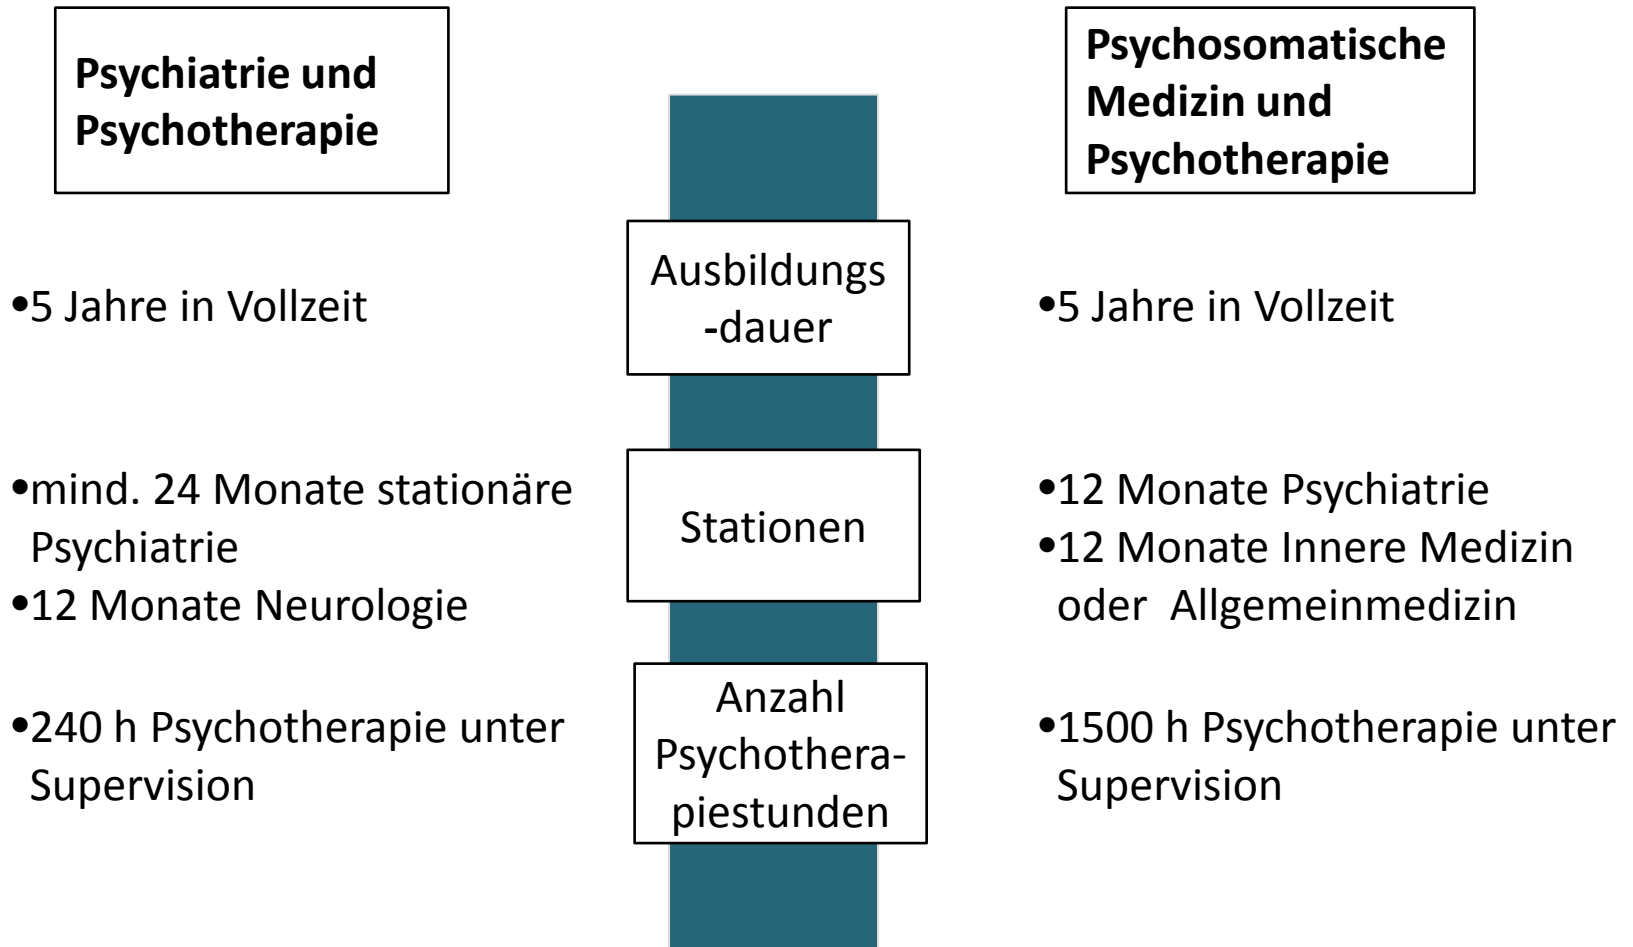 Psychiatrie und
Psychotherapie
Psychosomatische
Medizin und
Psychotherapie
•5 Jahre in Vollzeit
Ausbildungs
-dauer
•5 Jahre in Vollzeit
•mind. 24 Monate stationäre
Psychiatrie
•12 Monate Neurologie
Stationen
•12 Monate Psychiatrie
•12 Monate Innere Medizin
oder  Allgemeinmedizin
•240 h Psychotherapie unter
Supervision
Anzahl
Psychothera-
piestunden
•1500 h Psychotherapie unter
Supervision